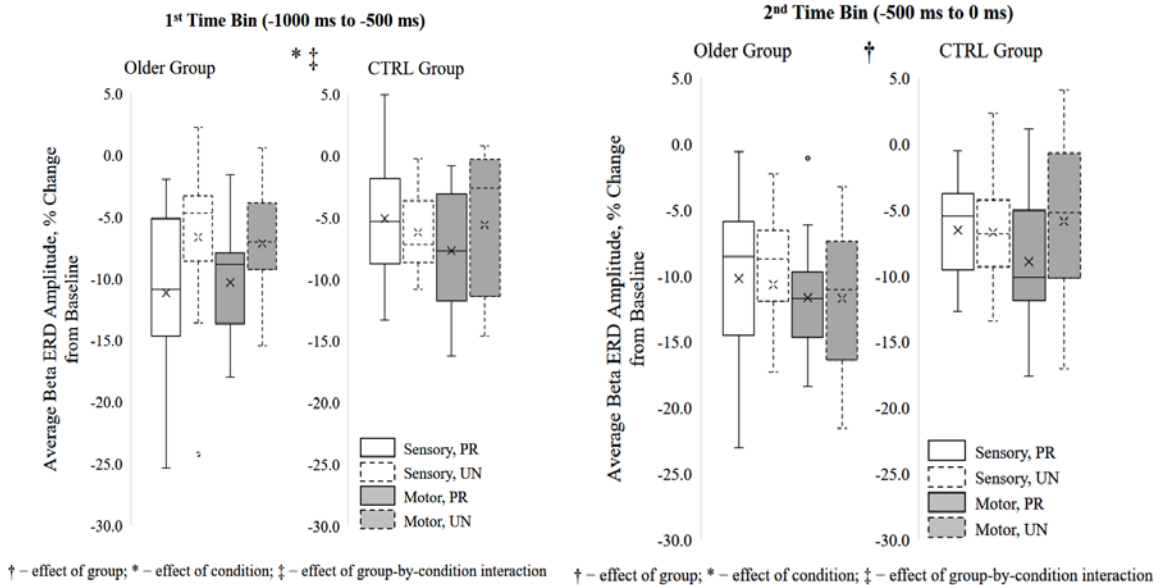 1st Time Bin (-1000 ms to -500 ms)
* ‡
Older Group
CTRL Group
Average Beta ERD Amplitude, % Change
from Baseline
5.0
0.0
-5.0
-10.0
-15.0
-20.0
-25.0
-30.0
5.0
0.0
-5.0
-10.0
-15.0
-20.0
-25.0
-30.0
Sensory, PR
Sensory, UN
Motor, PR
Motor, UN
† – effect of group; * – effect of condition; ‡ – effect of group-by-condition interaction
2nd Time Bin (-500 ms to 0 ms)
†
Older Group
CTRL Group
Average Beta ERD Amplitude, % Change
from Baseline
5.0
0.0
-5.0
-10.0
-15.0
-20.0
-25.0
-30.0
5.0
0.0
-5.0
-10.0
-15.0
-20.0
-25.0
-30.0
Sensory, PR
Sensory, UN
Motor, PR
Motor, UN
† – effect of group; * – effect of condition; ‡ – effect of group-by-condition interaction